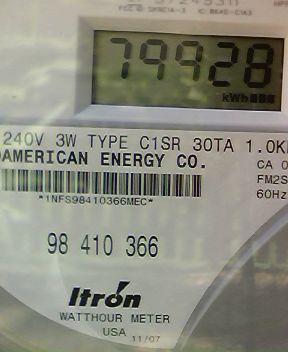 79928
kWh
240V 3W TYPE C1SR 30TA 1.0K
AMERICAN ENERGY CO.
CA 0
FM2S
60Hz
*1NFS98410366MEC*
98 410 366
Itron
WATTHOUR METER
USA 11/07